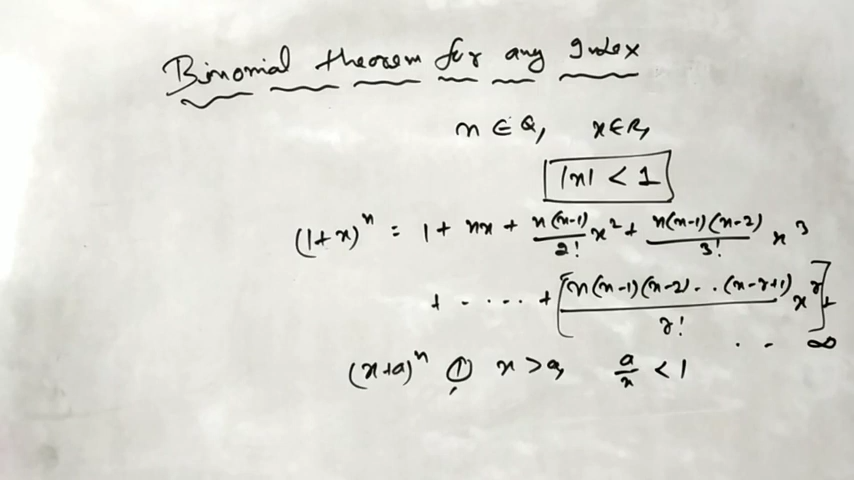 Binomial theorem for any Index
n ∈ Q, x ∈ R,
|x| < 1
(1+x)^n = 1 + nx + n(n-1)/2! x^2 + n(n-1)(n-2)/3! x^3
+ - .... + [n(n-1)(n-2)..(n-r+1)/r! x^r] +
.. ∞
(x+a)^n ① x > a, a/x < 1